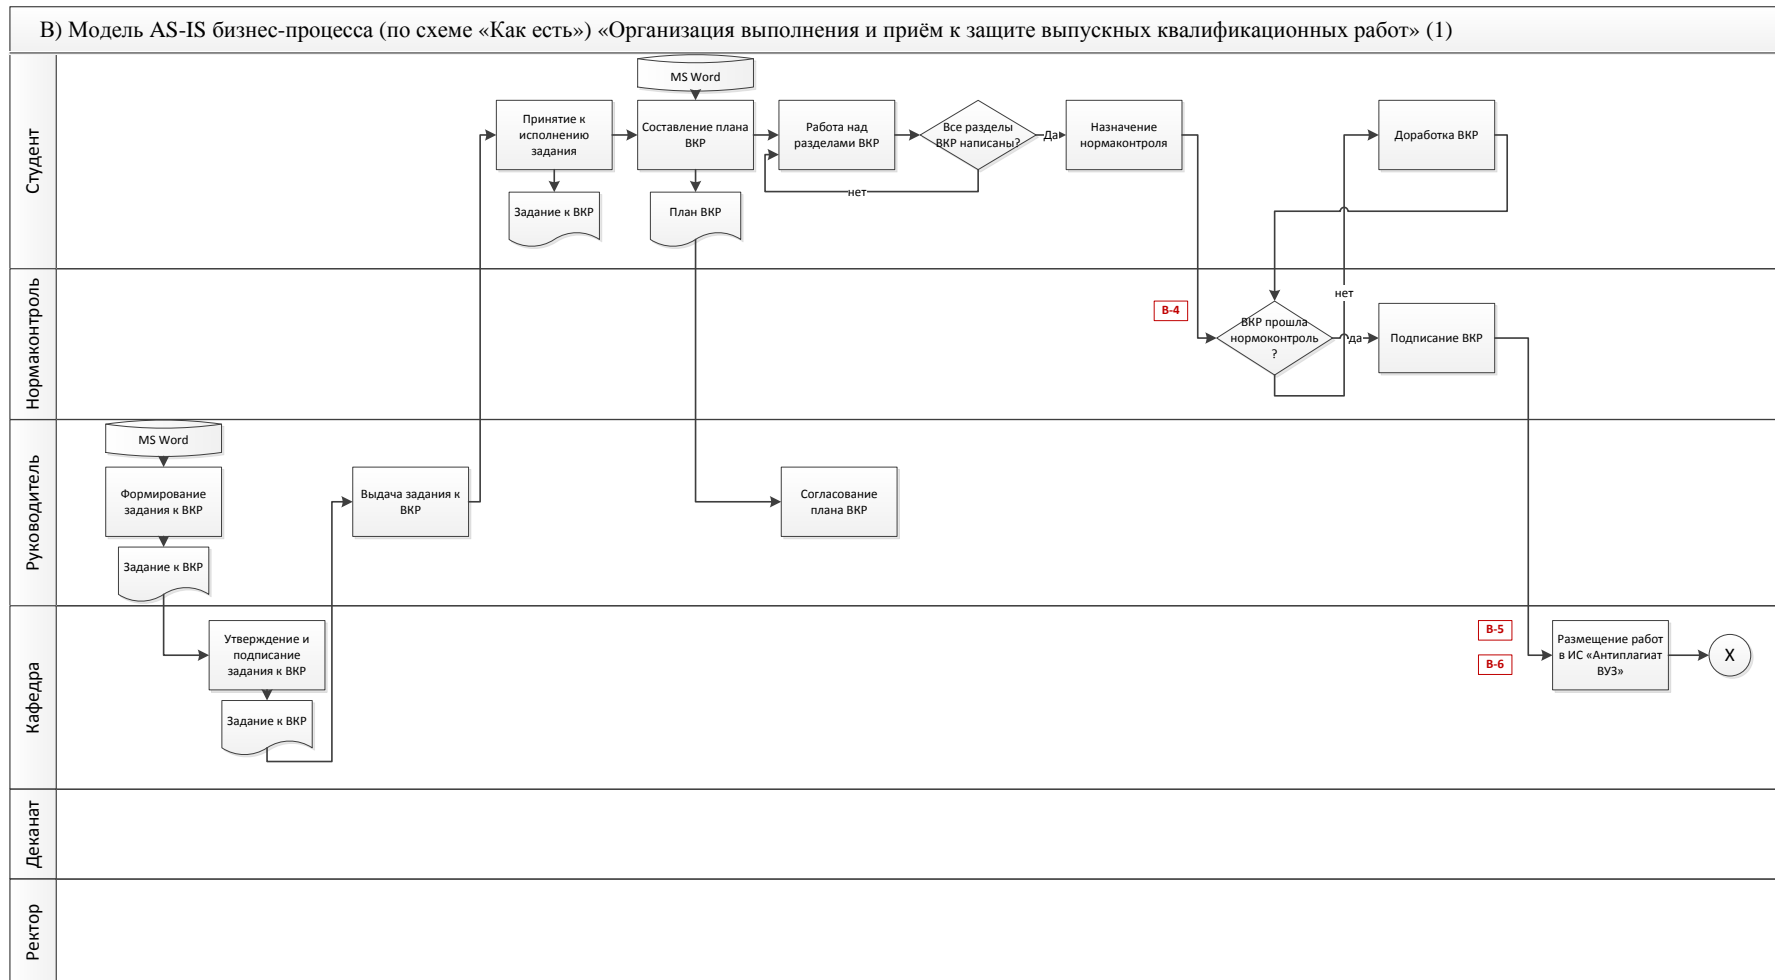 В) Модель AS-IS бизнес-процесса (по схеме «Как есть») «Организация выполнения и приём к защите выпускных квалификационных работ» (1)
Студент
MS Word
Принятие к
исполнению
задания
Составление плана
ВКР
Работа над
разделами ВКР
Все разделы
ВКР написаны?
Да
Назначение
нормаконтроля
Доработка ВКР
нет
Задание к ВКР
План ВКР
Нормаконтроль
В-4
ВКР прошла
нормоконтроль
?
нет
да
Подписание ВКР
Руководитель
MS Word
Формирование
задания к ВКР
Выдача задания к
ВКР
Согласование
плана ВКР
Задание к ВКР
Кафедра
Утверждение и
подписание
задания к ВКР
Задание к ВКР
В-5
В-6
Размещение работ
в ИС «Антиплагиат
ВУЗ»
X
Деканат
Ректор